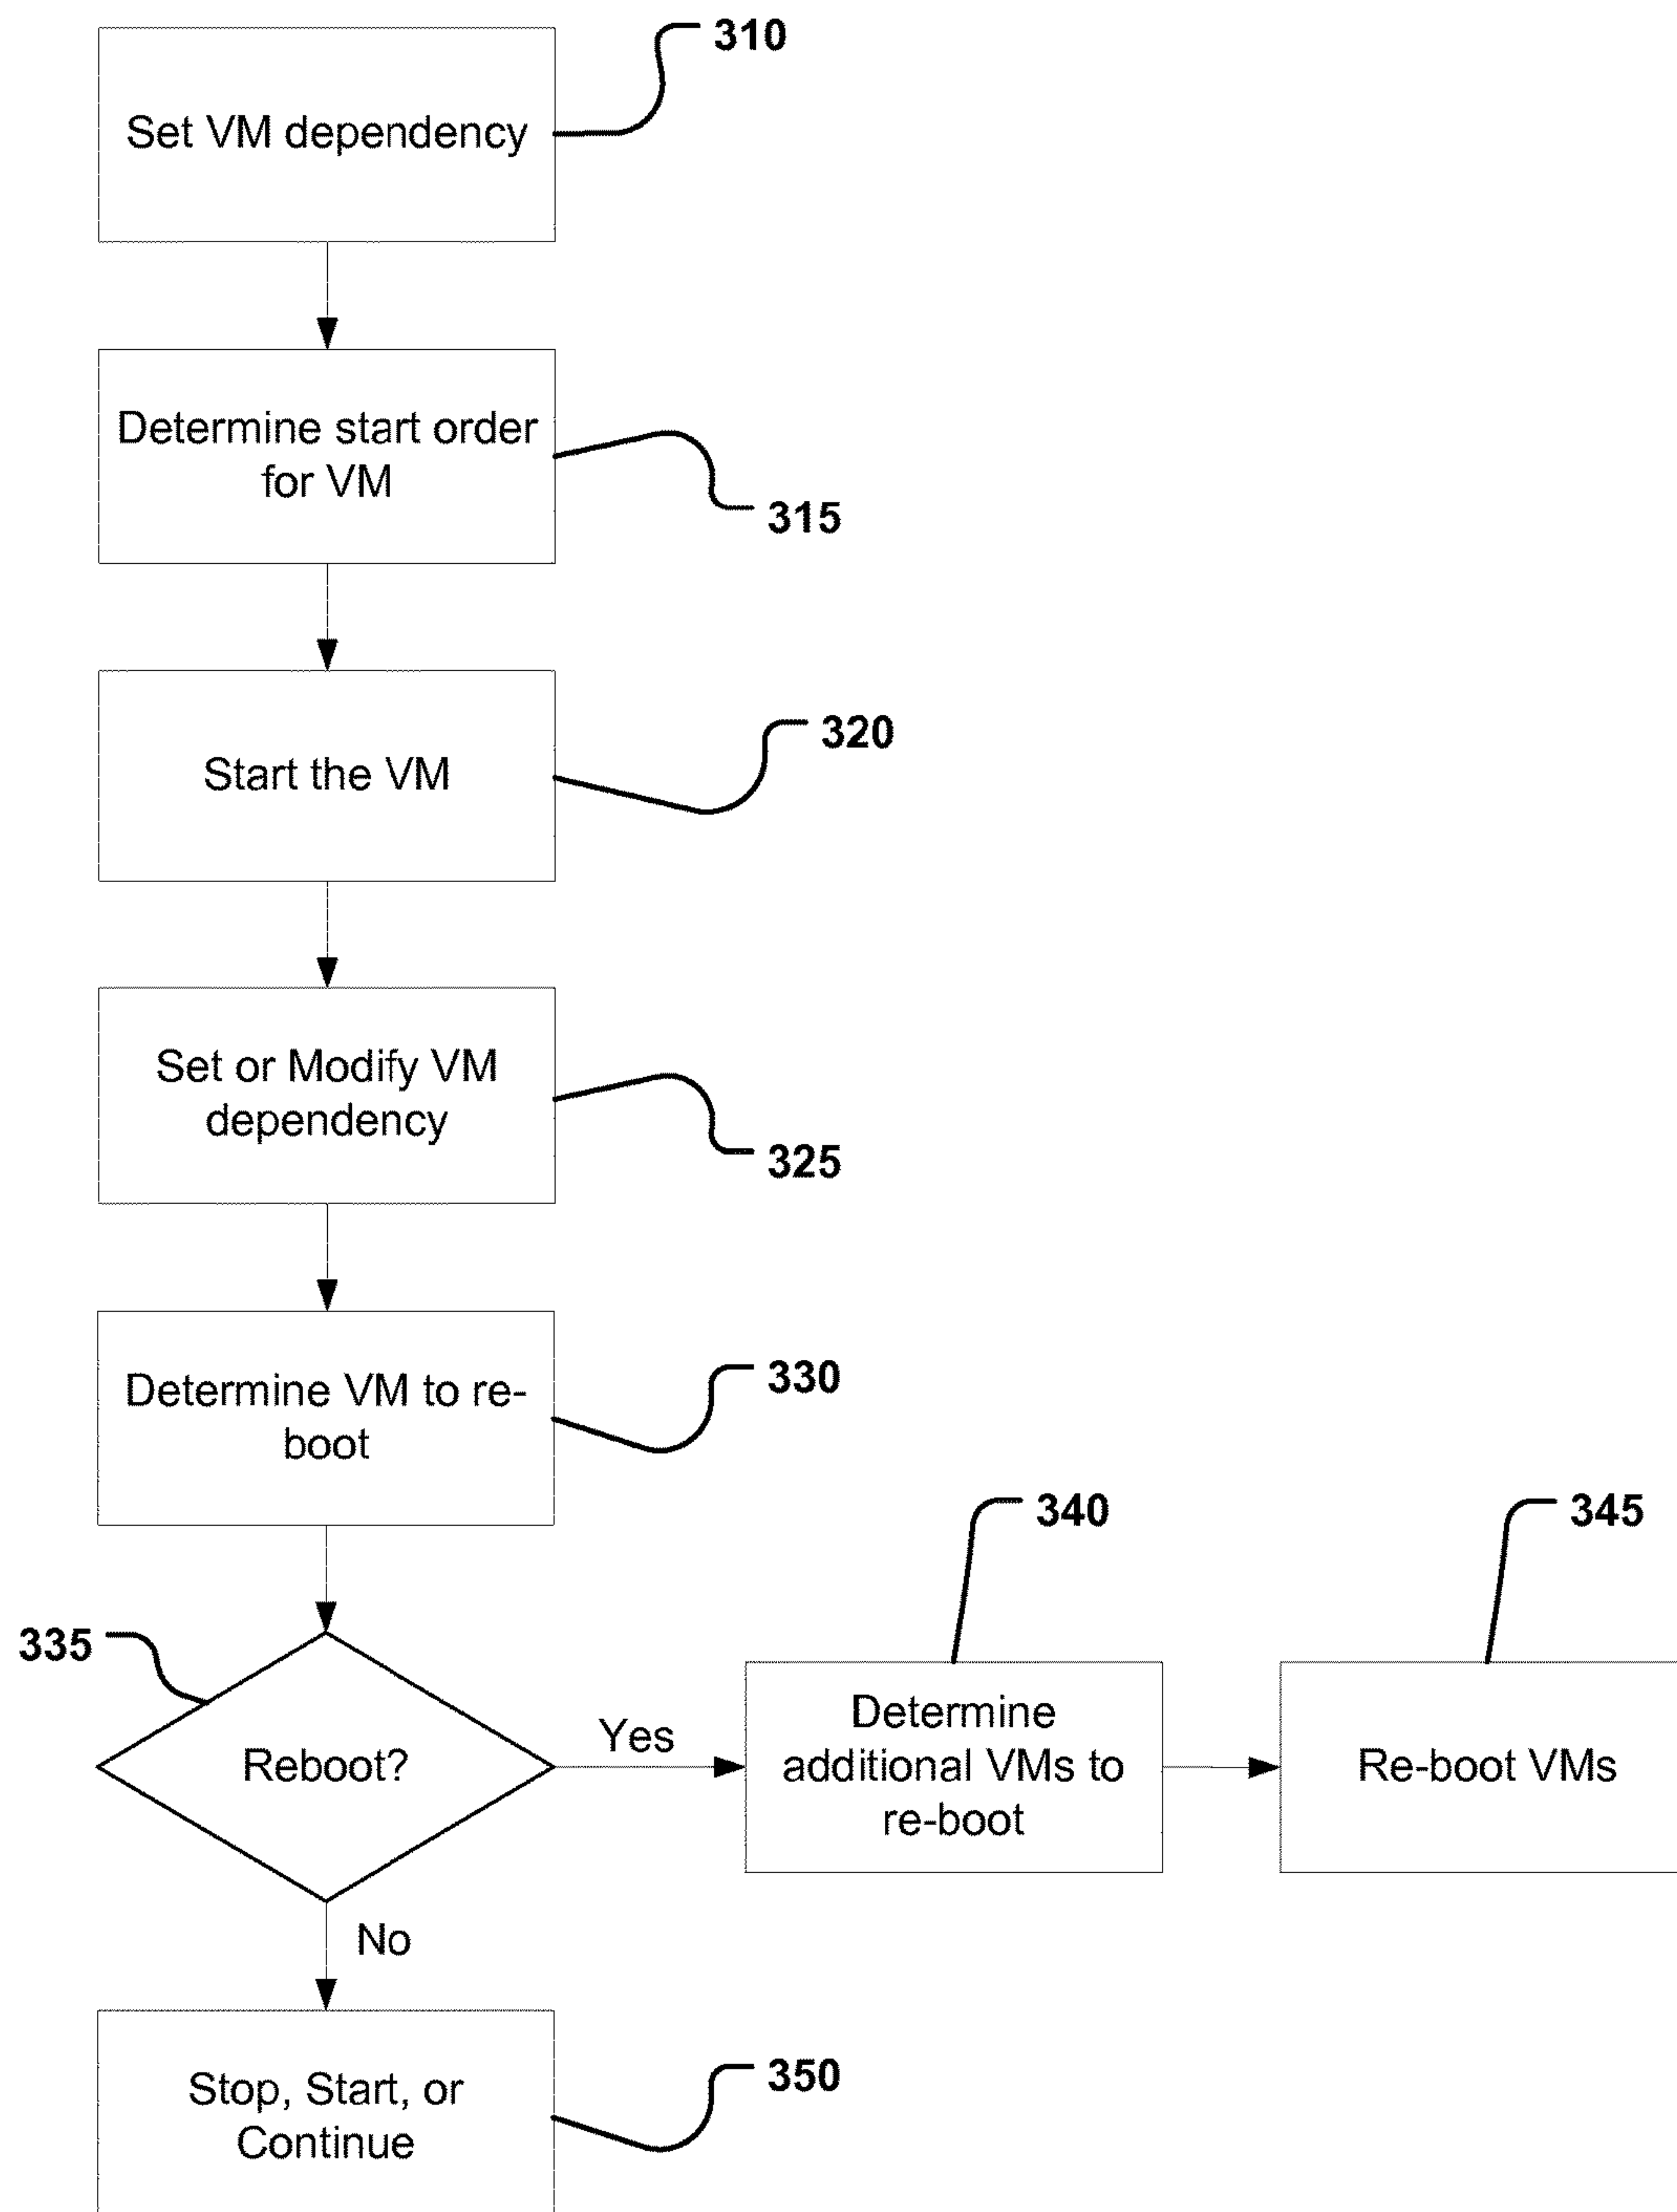 310
Set VM dependency
Determine start order
for VM
315
320
Start the VM
Set or Modify VM
dependency
325
330
Determine VM to re-
boot
340
345
335
Determine
Yes
Reboot?
additional VMs to
Re-boot VMs
re-boot
No
350
Stop, Start, or
Continue